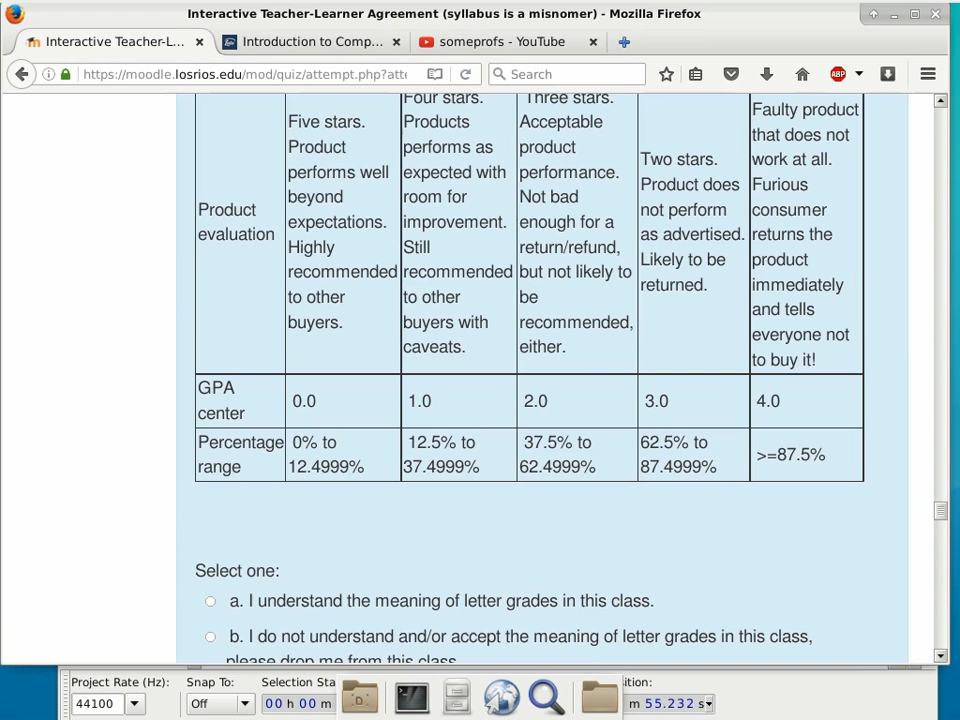 Interactive Teacher-Learner Agreement (syllabus is a misnomer) - Mozilla Firefox
Interactive Teacher-L...
Introduction to Comp...
someprofs - YouTube
https://moodle.losrios.edu/mod/quiz/attempt.php?att
Search
ABP
Product
evaluation
Five stars.
Product
performs well
beyond
expectations.
Highly
recommended
to other
buyers.
Four stars.
Products
performs as
expected with
room for
improvement.
Still
recommended
to other
buyers with
caveats.
Three stars.
Acceptable
product
performance.
Not bad
enough for a
return/refund,
but not likely to
be
recommended,
either.
Two stars.
Product does
not perform
as advertised.
Likely to be
returned.
Faulty product
that does not
work at all.
Furious
consumer
returns the
product
immediately
and tells
everyone not
to buy it!
GPA
center
0.0
1.0
2.0
3.0
4.0
Percentage
range
0% to
12.4999%
12.5% to
37.4999%
37.5% to
62.4999%
62.5% to
87.4999%
>=87.5%
Select one:
a. I understand the meaning of letter grades in this class.
b. I do not understand and/or accept the meaning of letter grades in this class,
please drop me from this class
Project Rate (Hz):
Snap To:
Selection Sta
ition:
44100
Off
00 h 00 m
m 55.232 s